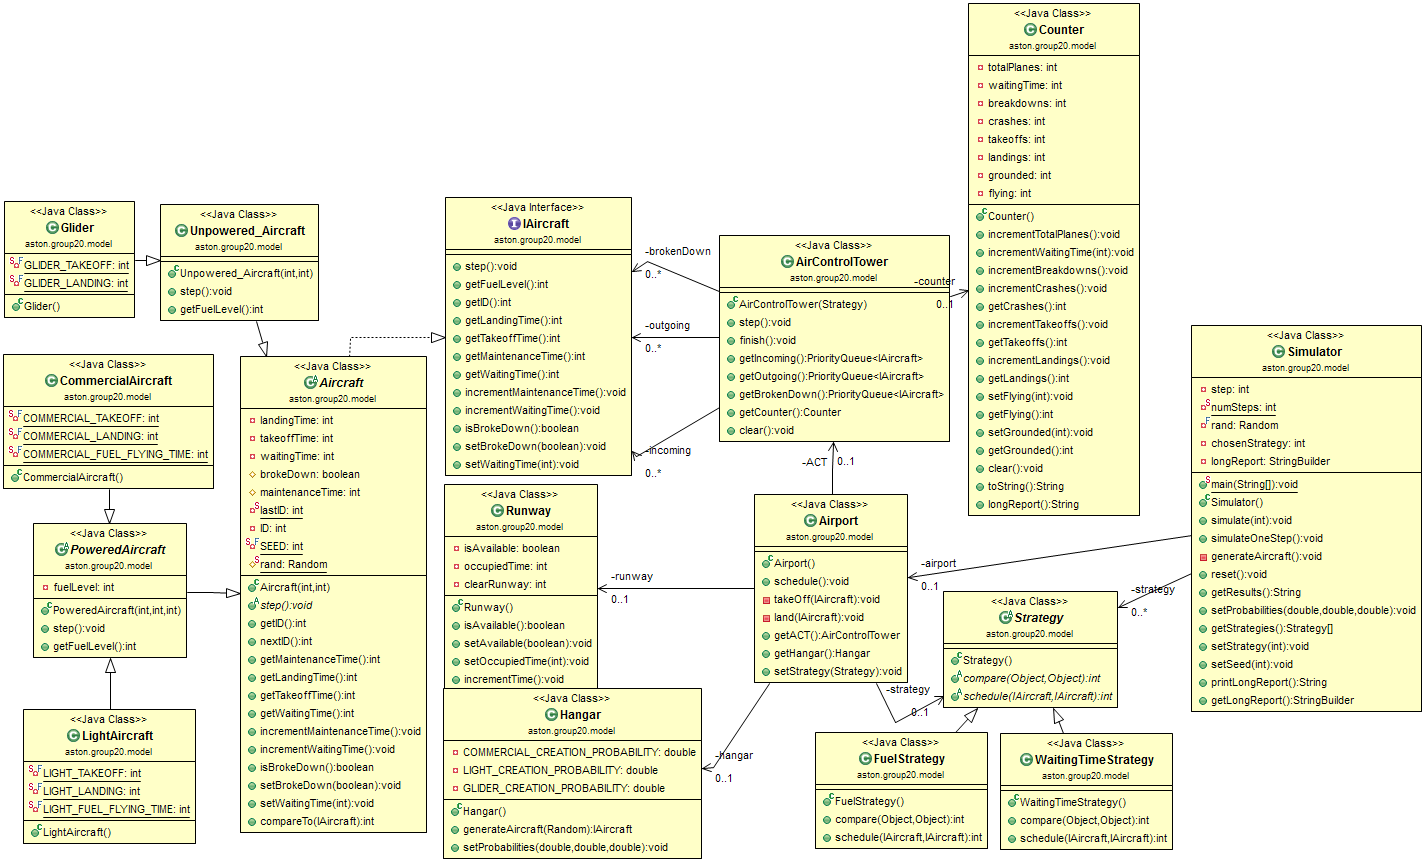 <<Java Class>>
Counter
aston.group20.model
totalPlanes: int
waitingTime: int
breakdowns: int
crashes: int
takeoffs: int
landings: int
grounded: int
flying: int
Counter()
incrementTotalPlanes():void
incrementWaitingTime(int):void
incrementBreakdowns():void
incrementCrashes():void
getCrashes():int
incrementTakeoffs():void
getTakeoffs():int
incrementLandings():void
getLandings():int
setFlying(int):void
getFlying():int
setGrounded(int):void
getGrounded():int
clear():void
toString():String
longReport():String
<<Java Class>>
Glider
aston.group20.model
GLIDER_TAKEOFF: int
GLIDER_LANDING: int
Glider()
<<Java Class>>
Unpowered_Aircraft
aston.group20.model
Unpowered_Aircraft(int,int)
step():void
getFuelLevel():int
<<Java Interface>>
IAircraft
aston.group20.model
step():void
getFuelLevel():int
getID():int
getLandingTime():int
getTakeoffTime():int
getMaintenanceTime():int
getWaitingTime():int
incrementMaintenanceTime():void
incrementWaitingTime():void
isBrokeDown():boolean
setBrokeDown(boolean):void
setWaitingTime(int):void
-brokenDown
0..*
-outgoing
0..*
-incoming
0..*
<<Java Class>>
AirControlTower
aston.group20.model
AirControlTower(Strategy)
step():void
finish():void
getIncoming():PriorityQueue<IAircraft>
getOutgoing():PriorityQueue<IAircraft>
getBrokenDown():PriorityQueue<IAircraft>
getCounter():Counter
clear():void
-counter
0..1
-ACT
0..1
<<Java Class>>
Simulator
aston.group20.model
step: int
numSteps: int
rand: Random
chosenStrategy: int
longReport: StringBuilder
main(String[]):void
Simulator()
simulate(int):void
simulateOneStep():void
generateAircraft():void
reset():void
getResults():String
setProbabilities(double,double,double):void
getStrategies():Strategy[]
setStrategy(int):void
setSeed(int):void
printLongReport():String
getLongReport():StringBuilder
<<Java Class>>
CommercialAircraft
aston.group20.model
COMMERCIAL_TAKEOFF: int
COMMERCIAL_LANDING: int
COMMERCIAL_FUEL_FLYING_TIME: int
CommercialAircraft()
<<Java Class>>
Aircraft
aston.group20.model
landingTime: int
takeoffTime: int
waitingTime: int
brokeDown: boolean
maintenanceTime: int
lastID: int
ID: int
SEED: int
rand: Random
Aircraft(int,int)
step():void
getID():int
nextID():int
getMaintenanceTime():int
getLandingTime():int
getTakeoffTime():int
getWaitingTime():int
incrementMaintenanceTime():void
incrementWaitingTime():void
isBrokeDown():boolean
setBrokeDown(boolean):void
setWaitingTime(int):void
compareTo(IAircraft):int
<<Java Class>>
PoweredAircraft
aston.group20.model
fuelLevel: int
PoweredAircraft(int,int,int)
step():void
getFuelLevel():int
<<Java Class>>
LightAircraft
aston.group20.model
LIGHT_TAKEOFF: int
LIGHT_LANDING: int
LIGHT_FUEL_FLYING_TIME: int
LightAircraft()
<<Java Class>>
Runway
aston.group20.model
isAvailable: boolean
occupiedTime: int
clearRunway: int
Runway()
isAvailable():boolean
setAvailable(boolean):void
setOccupiedTime(int):void
incrementTime():void
-runway
0..1
<<Java Class>>
Airport
aston.group20.model
Airport()
schedule():void
takeOff(IAircraft):void
land(IAircraft):void
getACT():AirControlTower
getHangar():Hangar
setStrategy(Strategy):void
-airport
0..1
-strategy
0..*
<<Java Class>>
Strategy
aston.group20.model
Strategy()
compare(Object,Object):int
schedule(IAircraft,IAircraft):int
-strategy
0..1
<<Java Class>>
Hangar
aston.group20.model
COMMERCIAL_CREATION_PROBABILITY: double
LIGHT_CREATION_PROBABILITY: double
GLIDER_CREATION_PROBABILITY: double
Hangar()
generateAircraft(Random):IAircraft
setProbabilities(double,double,double):void
-hangar
0..1
<<Java Class>>
FuelStrategy
aston.group20.model
FuelStrategy()
compare(Object,Object):int
schedule(IAircraft,IAircraft):int
<<Java Class>>
WaitingTimeStrategy
aston.group20.model
WaitingTimeStrategy()
compare(Object,Object):int
schedule(IAircraft,IAircraft):int